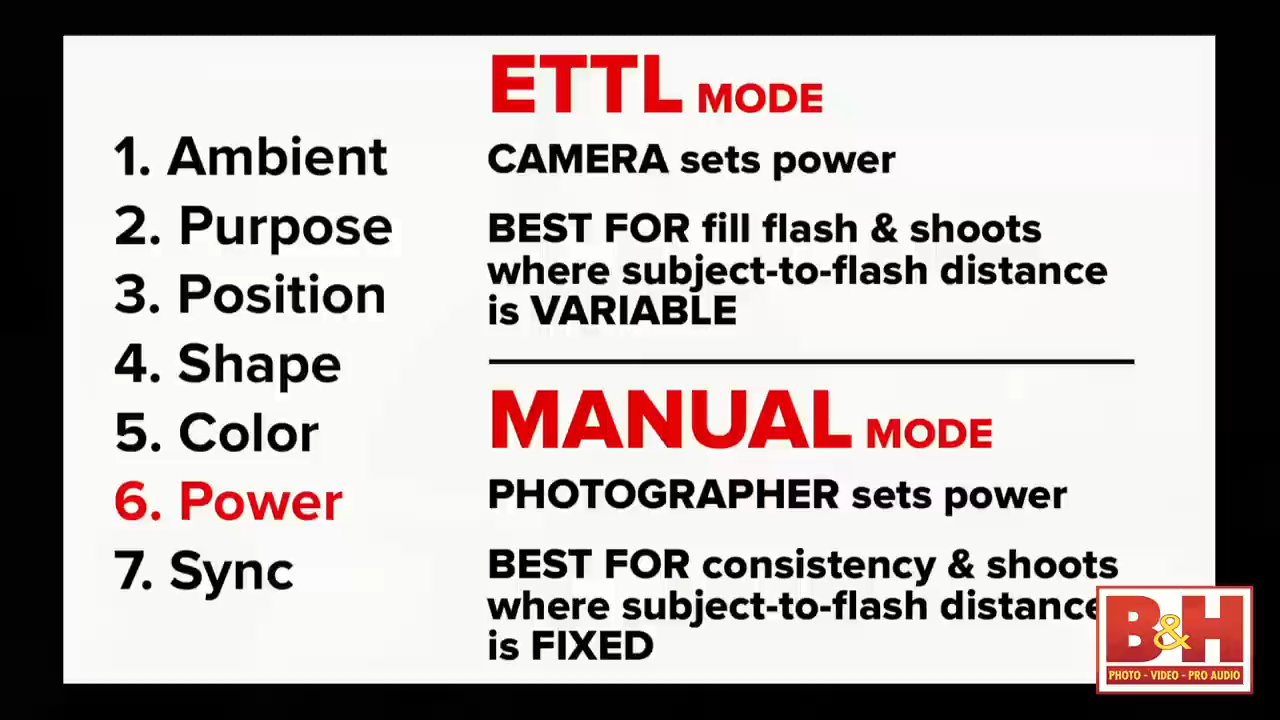 1. Ambient
2. Purpose
3. Position
4. Shape
5. Color
6. Power
7. Sync
ETTL MODE
CAMERA sets power
BEST FOR fill flash & shoots
where subject-to-flash distance
is VARIABLE
MANUAL MODE
PHOTOGRAPHER sets power
BEST FOR consistency & shoots
where subject-to-flash distance
is FIXED
B&H
PHOTO - VIDEO - PRO AUDIO